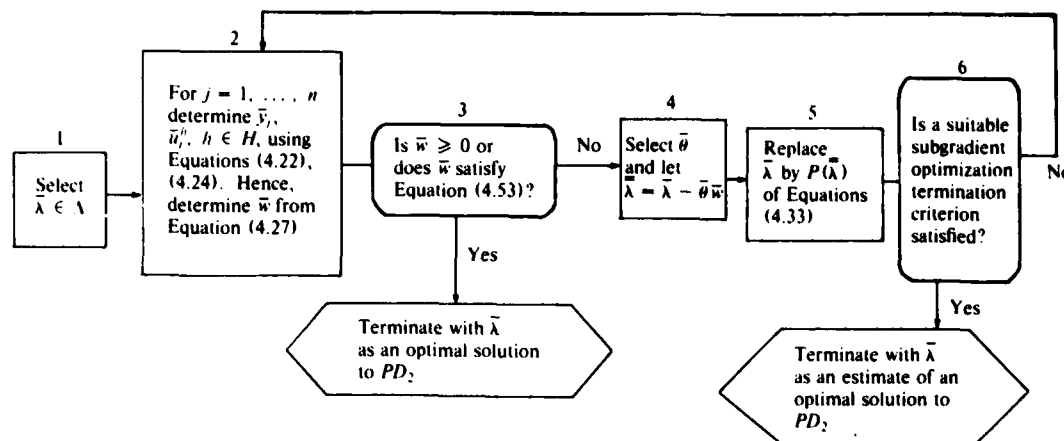 1
Select
λ̄ ∈ Λ
2
For j = 1, . . . , n
determine ȳⱼ,
ūⱼʰ, h ∈ H, using
Equations (4.22),
(4.24). Hence,
determine w̄ from
Equation (4.27)
3
Is w̄ ⩾ 0 or
does w̄ satisfy
Equation (4.53)?
No
Yes
Terminate with λ̄
as an optimal solution
to PD₂
4
Select θ̄
and let
λ̿ = λ̄ − θ̄ w̄
5
Replace
λ̄ by P(λ̿)
of Equations
(4.33)
6
Is a suitable
subgradient
optimization
termination
criterion
satisfied?
No
Yes
Terminate with λ̄
as an estimate of an
optimal solution to
PD₂